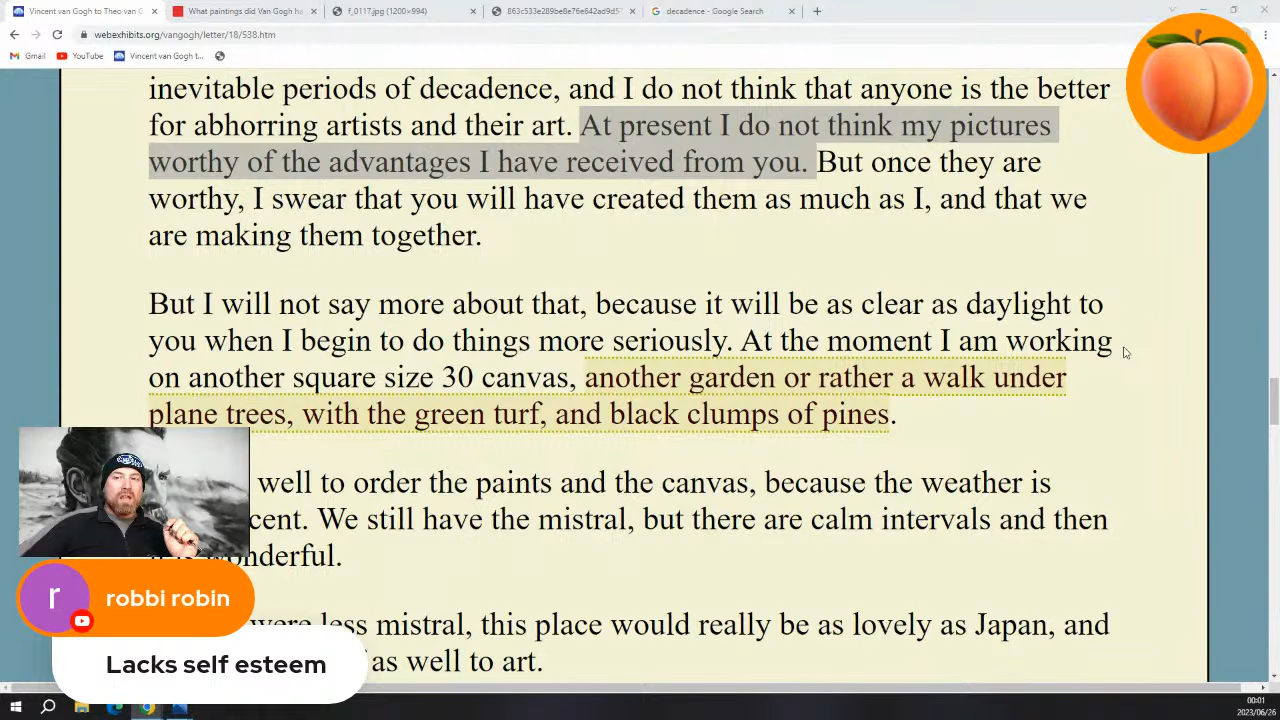 Vincent van Gogh to Theo van G
What paintings did Van Gogh ha
f_0117.jpg (1200×994)
863c533e289be8e76e642ad9d5
decadence - Google Search
webexhibits.org/vangogh/letter/18/538.htm
Gmail
YouTube
Vincent van Gogh t...
inevitable periods of decadence, and I do not think that anyone is the better
for abhorring artists and their art. At present I do not think my pictures
worthy of the advantages I have received from you. But once they are
worthy, I swear that you will have created them as much as I, and that we
are making them together.
But I will not say more about that, because it will be as clear as daylight to
you when I begin to do things more seriously. At the moment I am working
on another square size 30 canvas, another garden or rather a walk under
plane trees, with the green turf, and black clumps of pines.
well to order the paints and the canvas, because the weather is
cent. We still have the mistral, but there are calm intervals and then
wonderful.
were less mistral, this place would really be as lovely as Japan, and
as well to art.
r
robbi robin
Lacks self esteem
00:01
2023/06/26